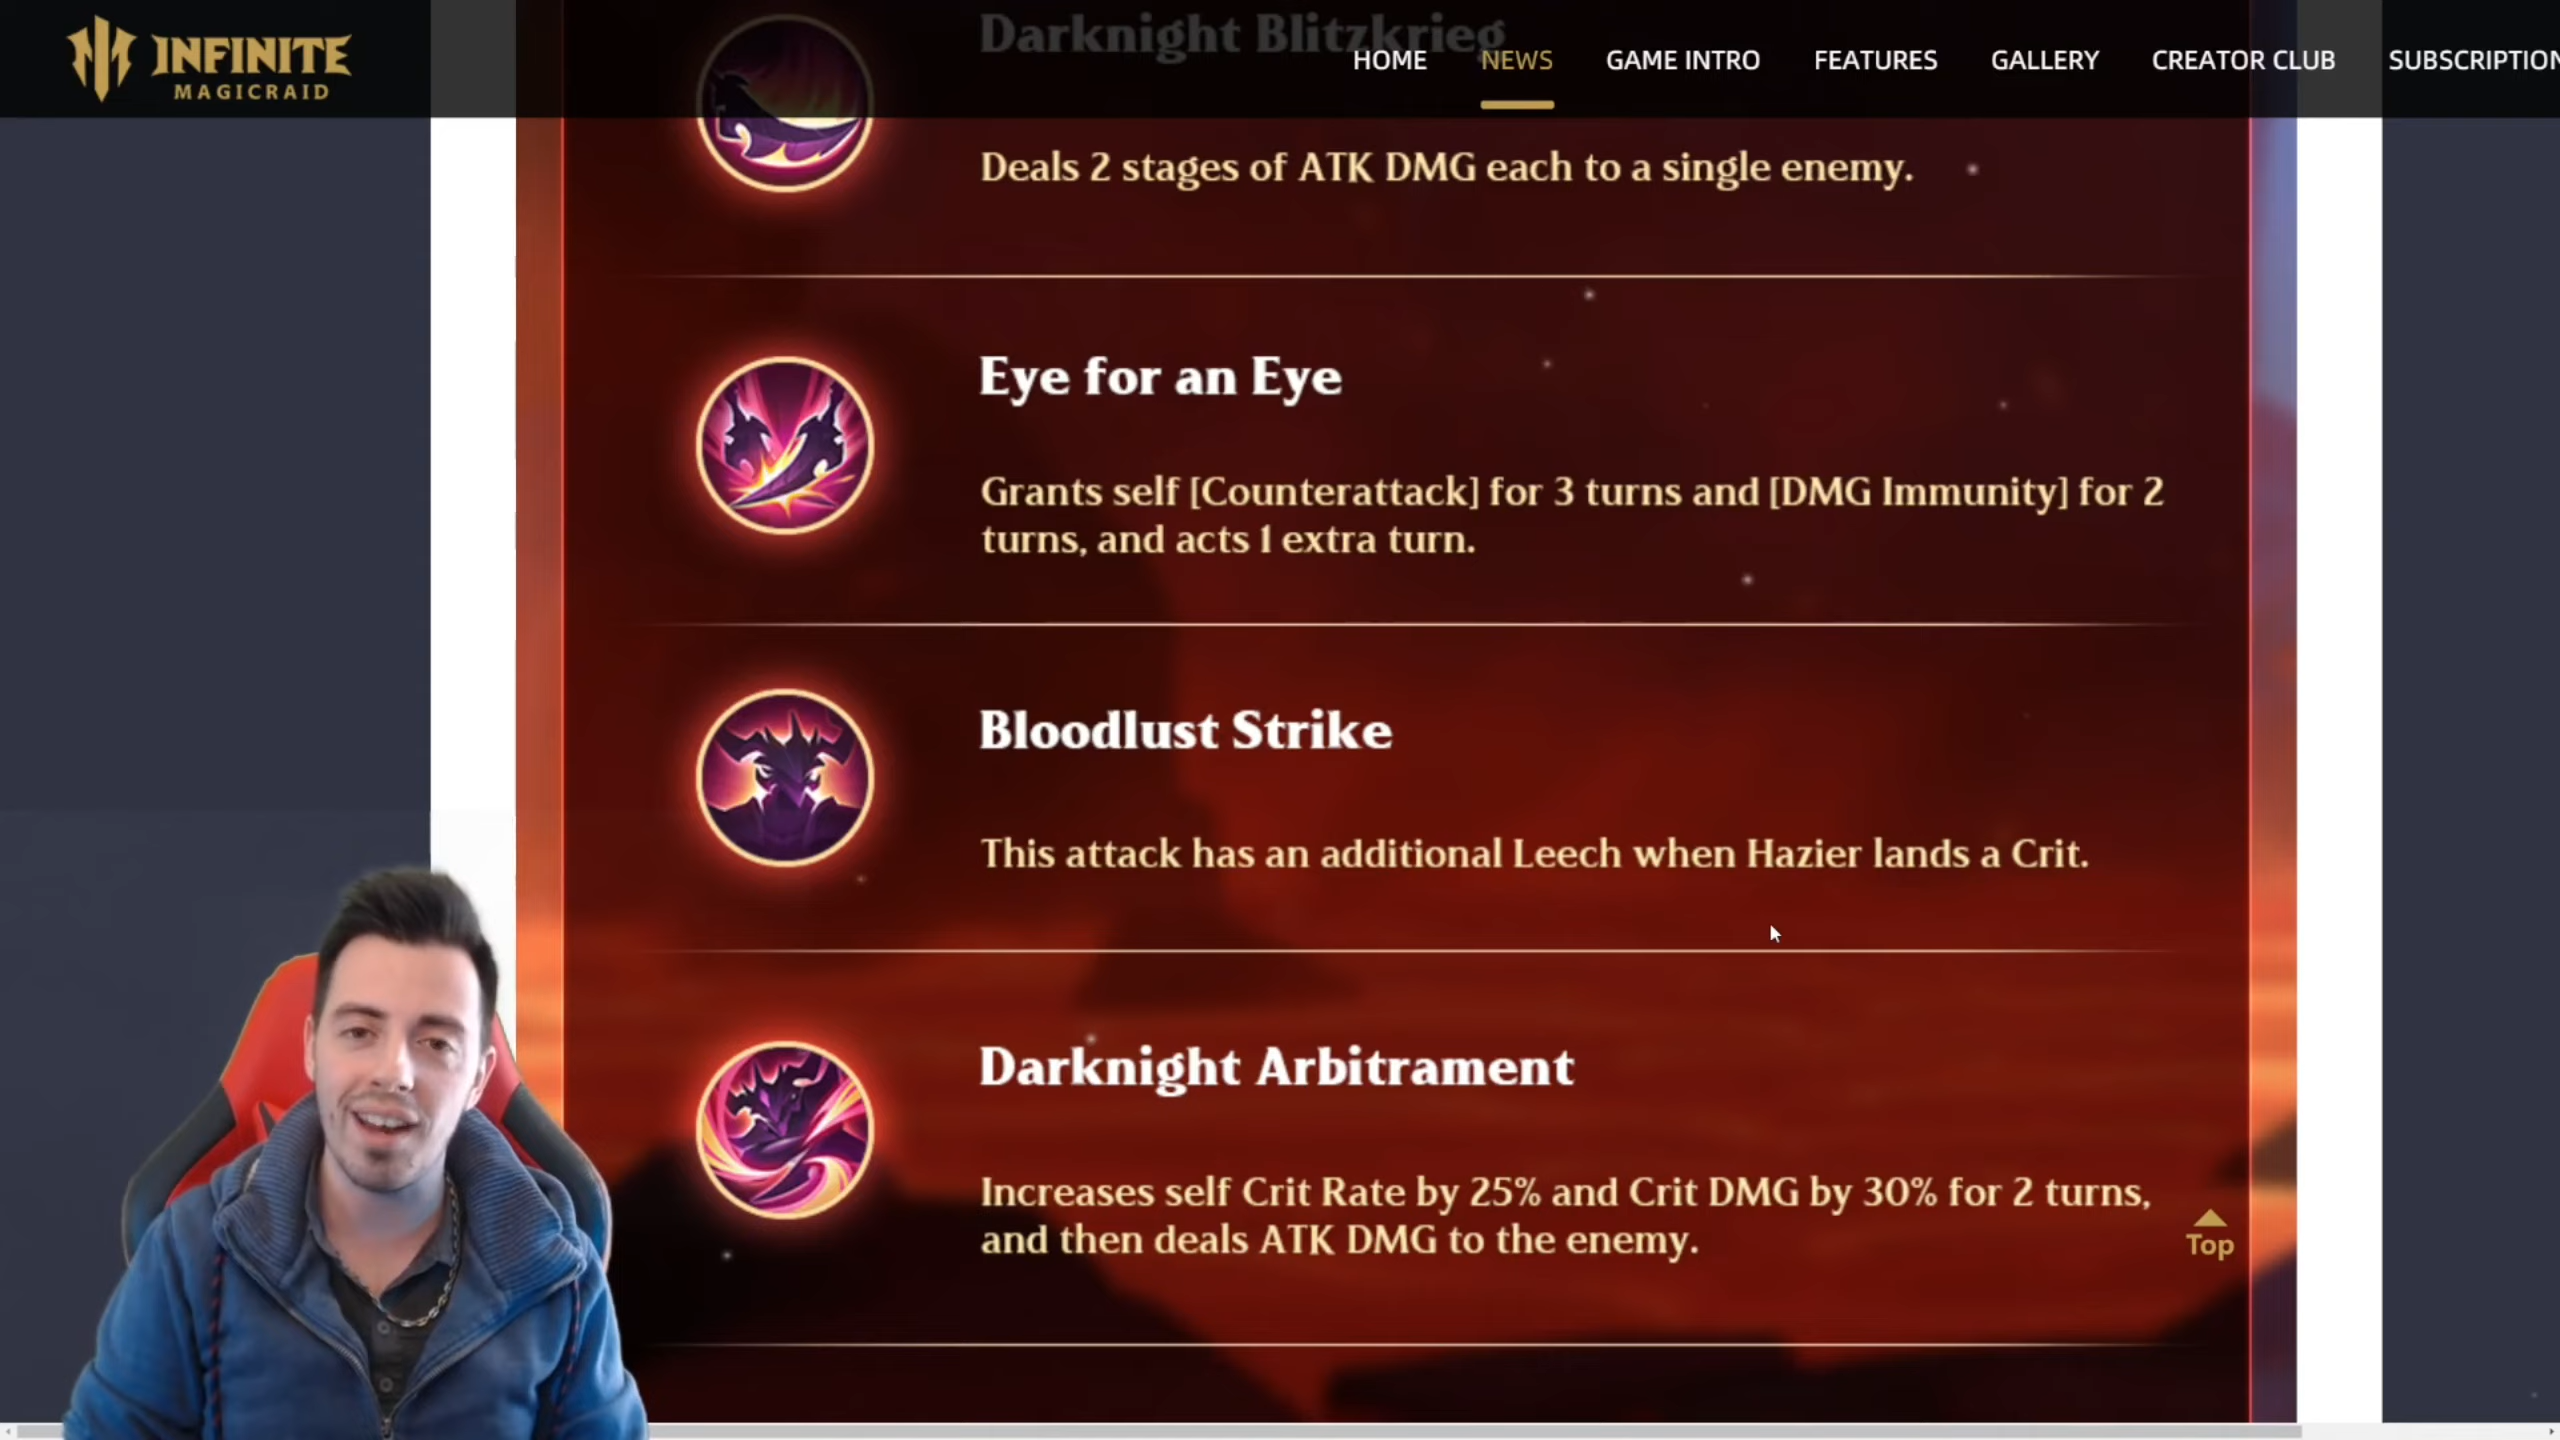 INFINITE
MAGICRAID
HOME NEWS GAME INTRO FEATURES GALLERY CREATOR CLUB SUBSCRIPTION
Darknight Blitzkrieg
Deals 2 stages of ATK DMG each to a single enemy.
Eye for an Eye
Grants self [Counterattack] for 3 turns and [DMG Immunity] for 2
turns, and acts 1 extra turn.
Bloodlust Strike
This attack has an additional Leech when Hazier lands a Crit.
Darknight Arbitrament
Increases self Crit Rate by 25% and Crit DMG by 30% for 2 turns,
and then deals ATK DMG to the enemy.
Top